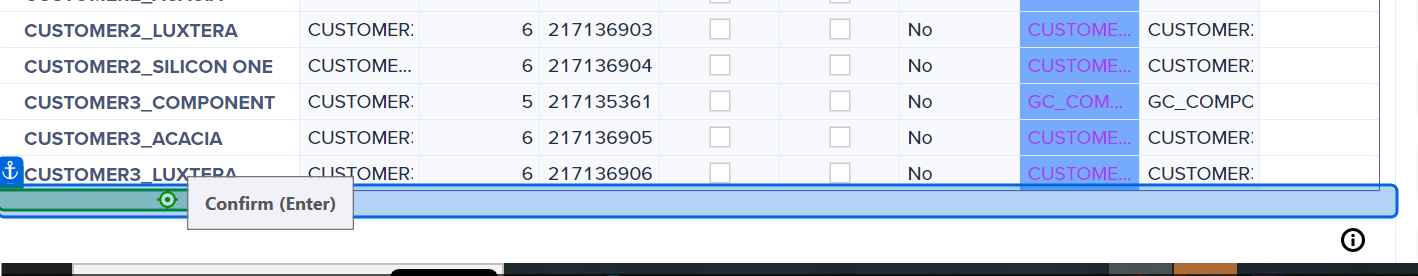 CUSTOMER2_LUXTERA CUSTOMER2 6 217136903 No CUSTOME... CUSTOMER2
CUSTOMER2_SILICON ONE CUSTOME... 6 217136904 No CUSTOME... CUSTOMER2
CUSTOMER3_COMPONENT CUSTOMER3 5 217135361 No GC_COM... GC_COMPO
CUSTOMER3_ACACIA CUSTOMER3 6 217136905 No CUSTOME... CUSTOMER3
CUSTOMER3_LUXTERA CUSTOMER3 6 217136906 No CUSTOME... CUSTOMER3
Confirm (Enter)